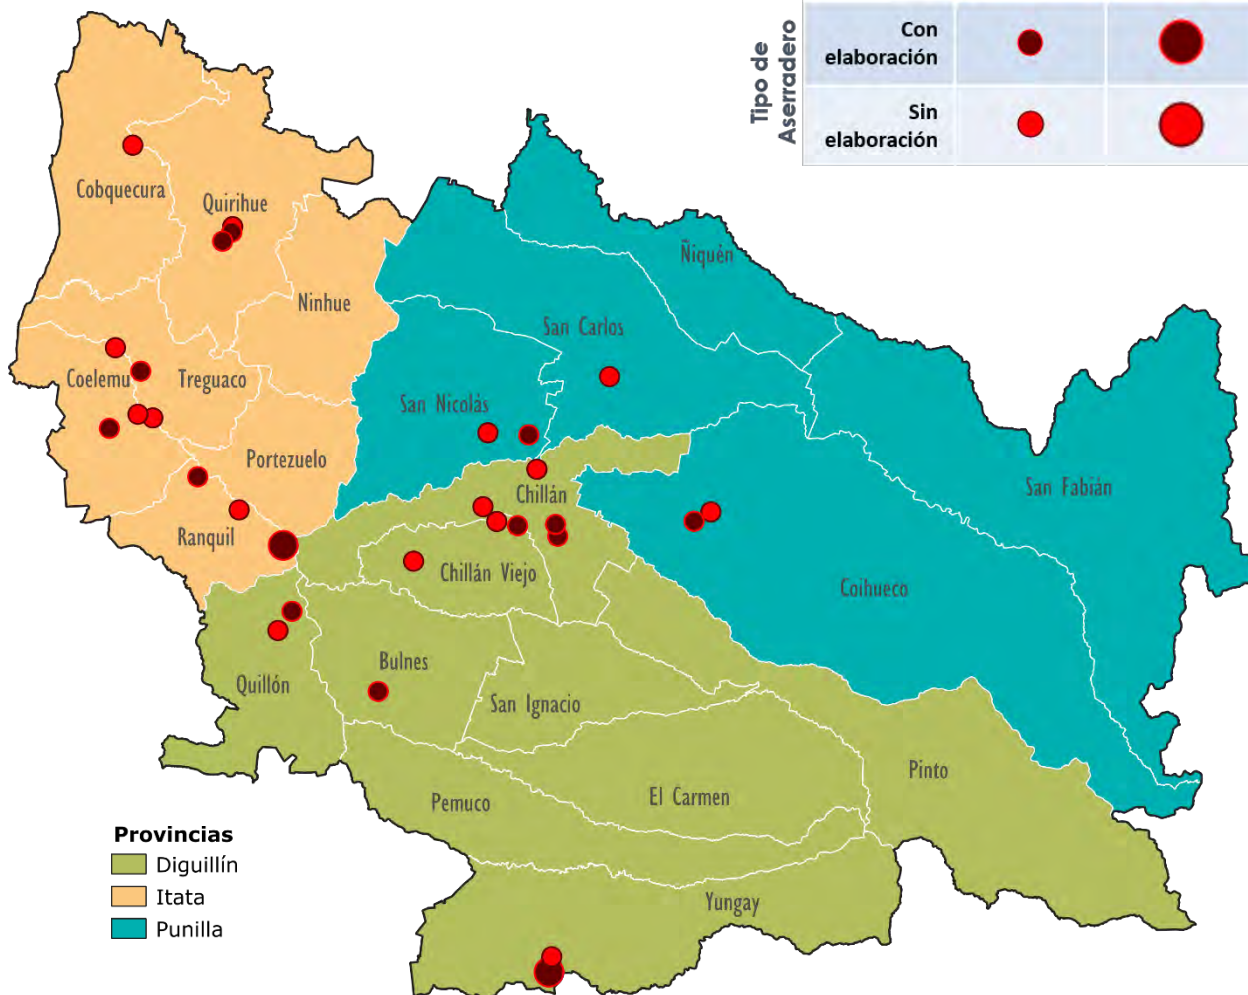 Tipo de
Aserradero
Con
elaboración
Sin
elaboración
Cobquecura
Quirihue
Ñiquén
Ninhue
San Carlos
Coelemu
Treguaco
San Nicolás
Portezuelo
Chillán
San Fabián
Ranquil
Chillán Viejo
Coihueco
Bulnes
Quillón
San Ignacio
Pinto
Pemuco
El Carmen
Yungay
Provincias
Diguillín
Itata
Punilla